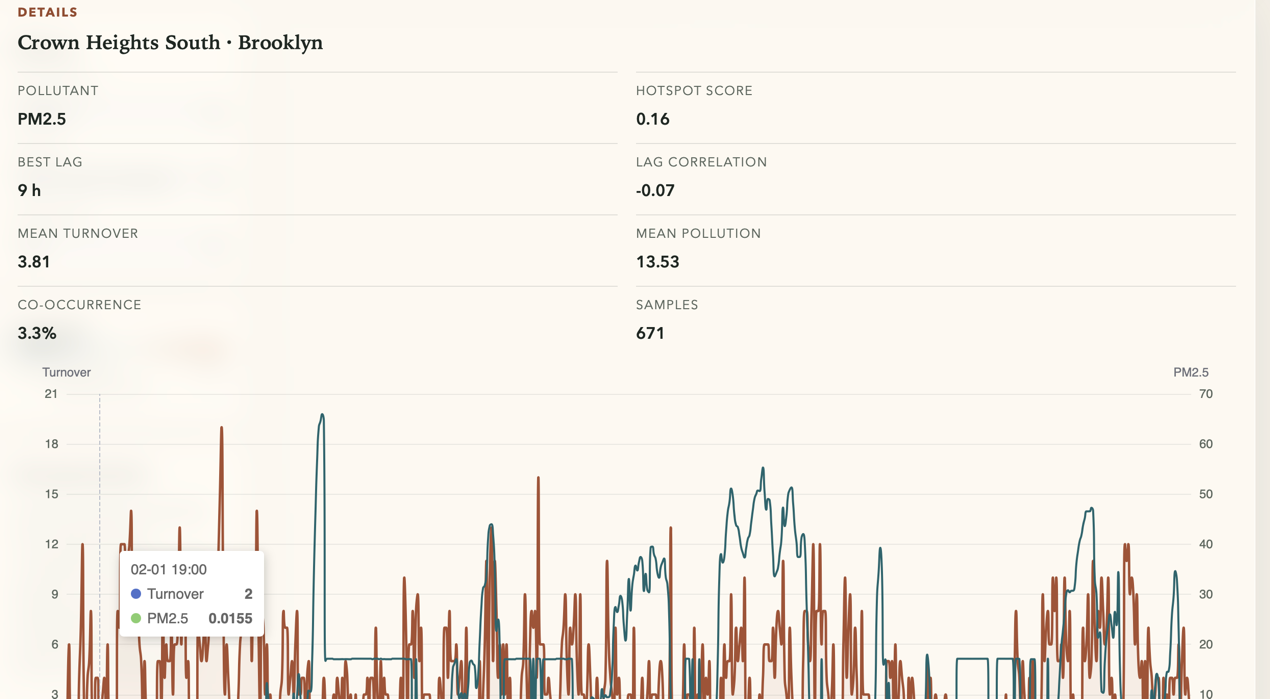 DETAILS
Crown Heights South · Brooklyn
POLLUTANT
PM2.5
HOTSPOT SCORE
0.16
BEST LAG
9 h
LAG CORRELATION
-0.07
MEAN TURNOVER
3.81
MEAN POLLUTION
13.53
CO-OCCURRENCE
3.3%
SAMPLES
671
Turnover
PM2.5
21
70
18
60
15
50
12
40
9
30
6
20
3
10
02-01 19:00
Turnover 2
PM2.5 0.0155